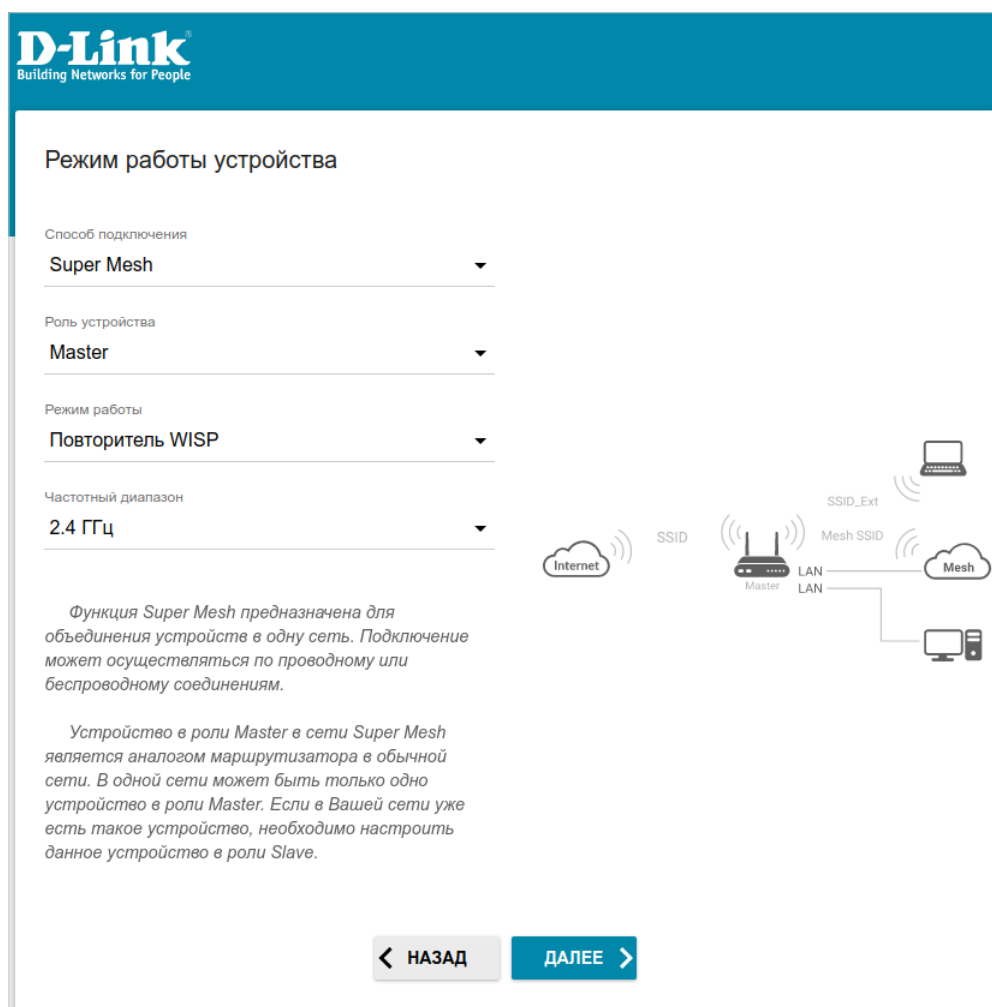 D-Link®
Building Networks for People
Режим работы устройства
Способ подключения
Super Mesh
Роль устройства
Master
Режим работы
Повторитель WISP
Частотный диапазон
2.4 ГГц
SSID_Ext
SSID
Mesh SSID
Internet
LAN
Mesh
Master
LAN
Функция Super Mesh предназначена для
объединения устройств в одну сеть. Подключение
может осуществляться по проводному или
беспроводному соединениям.
Устройство в роли Master в сети Super Mesh
является аналогом маршрутизатора в обычной
сети. В одной сети может быть только одно
устройство в роли Master. Если в Вашей сети уже
есть такое устройство, необходимо настроить
данное устройство в роли Slave.
НАЗАД
ДАЛЕЕ